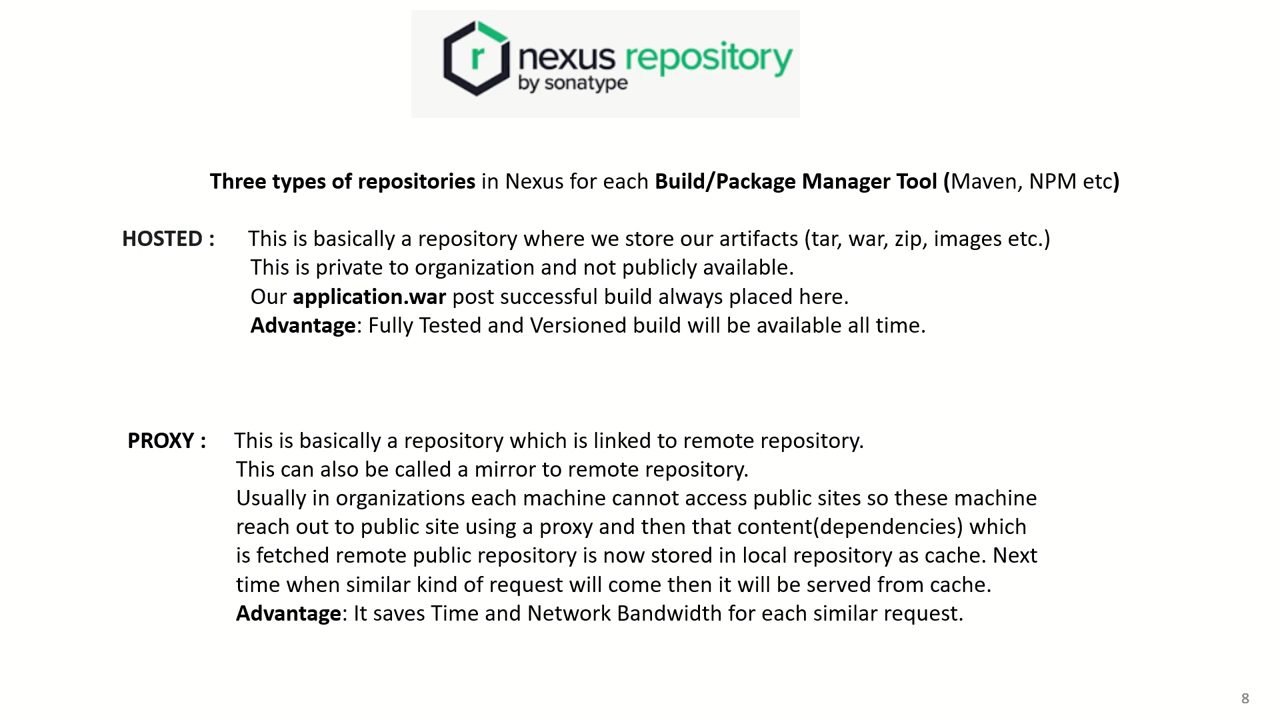 nexus repository
by sonatype
Three types of repositories in Nexus for each Build/Package Manager Tool (Maven, NPM etc)
HOSTED : This is basically a repository where we store our artifacts (tar, war, zip, images etc.)
This is private to organization and not publicly available.
Our application.war post successful build always placed here.
Advantage: Fully Tested and Versioned build will be available all time.
PROXY : This is basically a repository which is linked to remote repository.
This can also be called a mirror to remote repository.
Usually in organizations each machine cannot access public sites so these machine
reach out to public site using a proxy and then that content(dependencies) which
is fetched remote public repository is now stored in local repository as cache. Next
time when similar kind of request will come then it will be served from cache.
Advantage: It saves Time and Network Bandwidth for each similar request.
8